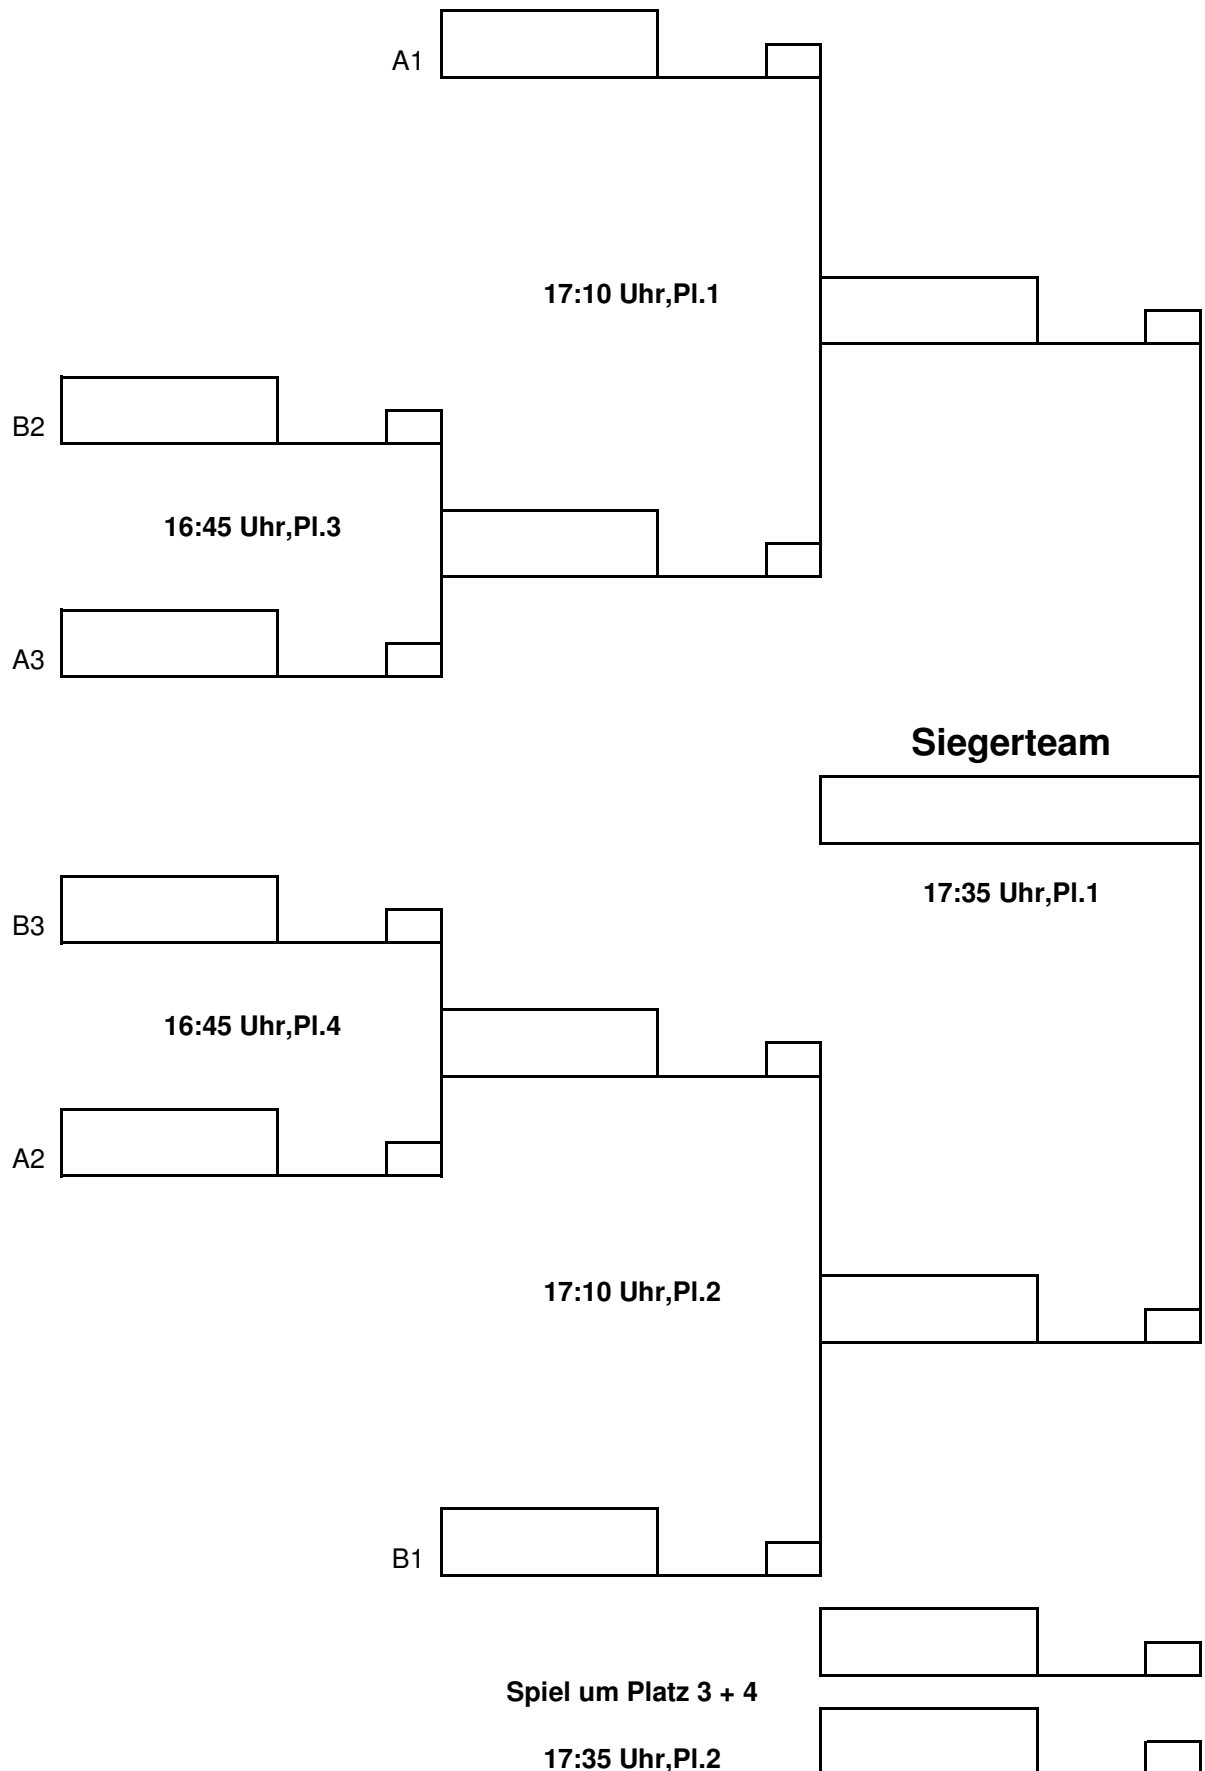 A1
17:10 Uhr,Pl.1
B2
16:45 Uhr,Pl.3
A3
Siegerteam
17:35 Uhr,Pl.1
B3
16:45 Uhr,Pl.4
A2
17:10 Uhr,Pl.2
B1
Spiel um Platz 3 + 4
17:35 Uhr,Pl.2